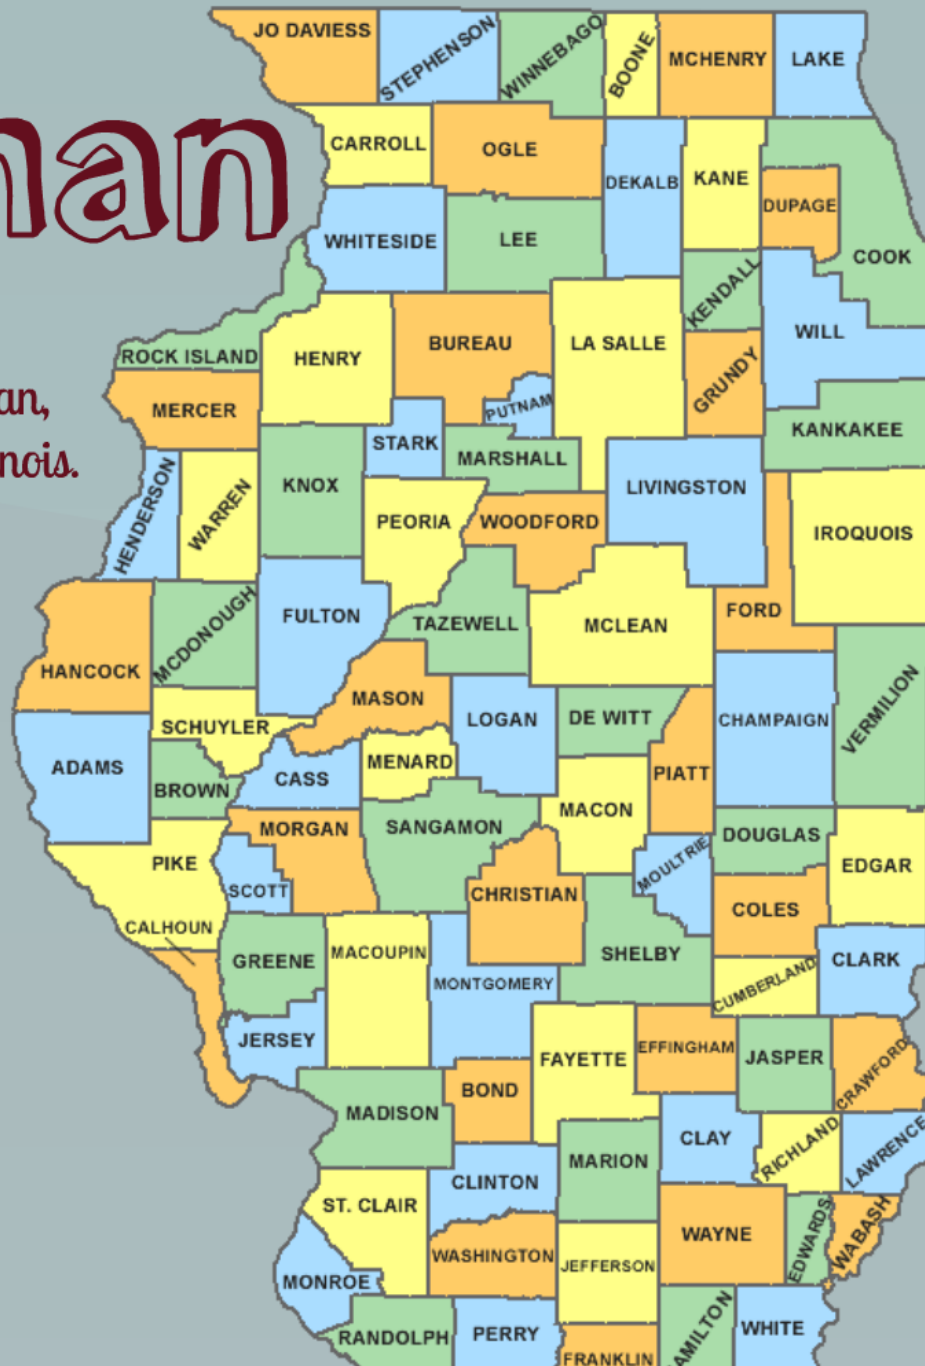 JO DAVIESS
STEPHENSON
WINNEBAGO
BOONE
MCHENRY
LAKE
nan
CARROLL
OGLE
DEKALB
KANE
DUPAGE
COOK
WHITESIDE
LEE
KENDALL
WILL
ROCK ISLAND
HENRY
BUREAU
LA SALLE
GRUNDY
an,
nois.
MERCER
STARK
PUTNAM
KANKAKEE
MARSHALL
HENDERSON
WARREN
KNOX
PEORIA
WOODFORD
LIVINGSTON
IROQUOIS
HANCOCK
MCDONOUGH
FULTON
TAZEWELL
MCLEAN
FORD
MASON
LOGAN
DE WITT
CHAMPAIGN
VERMILION
SCHUYLER
ADAMS
BROWN
CASS
MENARD
PIATT
MACON
MORGAN
SANGAMON
DOUGLAS
PIKE
SCOTT
CHRISTIAN
MOULTRIE
EDGAR
COLES
CALHOUN
GREENE
MACOUPIN
MONTGOMERY
SHELBY
CUMBERLAND
CLARK
JERSEY
FAYETTE
EFFINGHAM
JASPER
CRAWFORD
MADISON
BOND
CLAY
RICHLAND
LAWRENCE
CLINTON
MARION
ST. CLAIR
WASHINGTON
JEFFERSON
WAYNE
EDWARDS
WABASH
MONROE
RANDOLPH
PERRY
FRANKLIN
AMILTON
WHITE